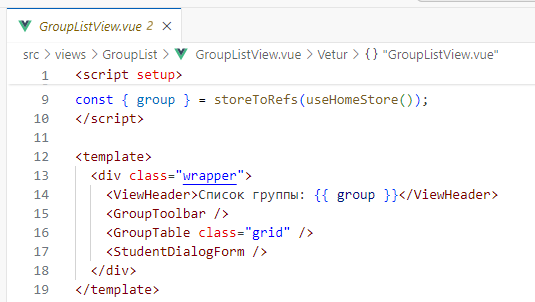 GroupListView.vue 2 ×
src > views > GroupList > GroupListView.vue > Vetur > {} "GroupListView.vue"
1 <script setup>
9 const { group } = storeToRefs(useHomeStore());
10 </script>
11
12 <template>
13 <div class="wrapper">
14 <ViewHeader>Список группы: {{ group }}</ViewHeader>
15 <GroupToolbar />
16 <GroupTable class="grid" />
17 <StudentDialogForm />
18 </div>
19 </template>